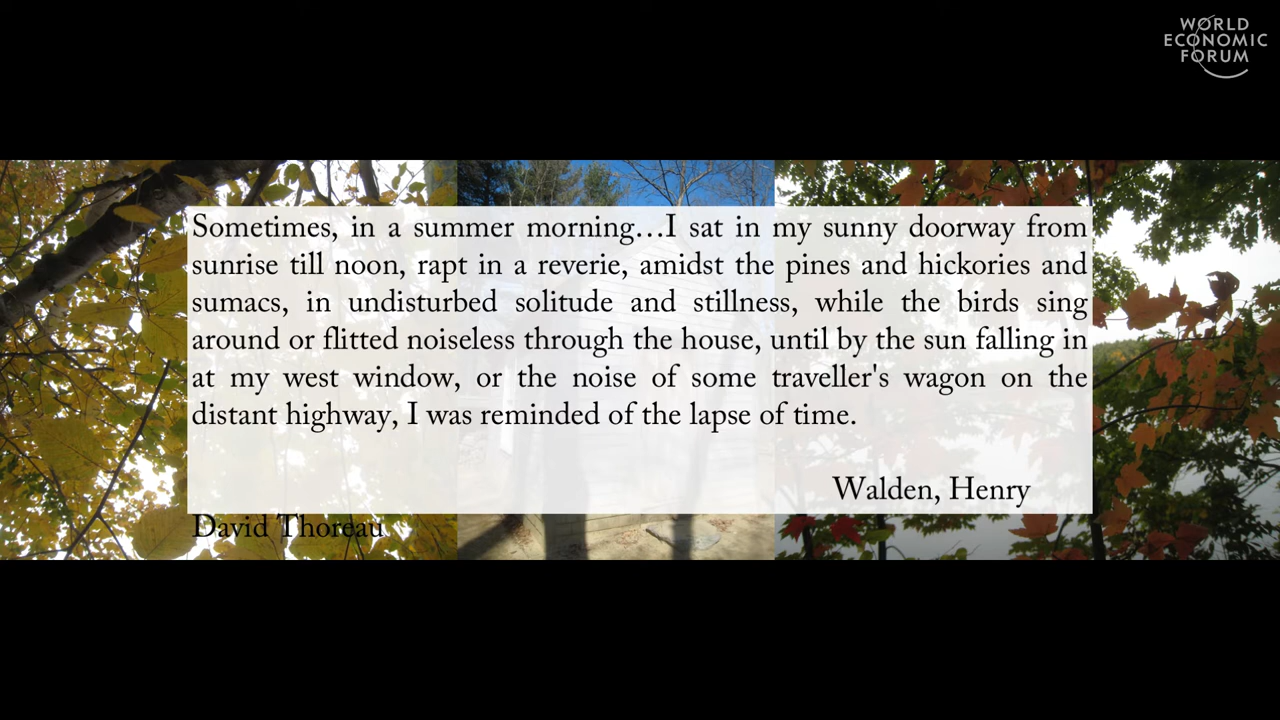 WORLD
ECONOMIC
FORUM
Sometimes, in a summer morning…I sat in my sunny doorway from
sunrise till noon, rapt in a reverie, amidst the pines and hickories and
sumacs, in undisturbed solitude and stillness, while the birds sing
around or flitted noiseless through the house, until by the sun falling in
at my west window, or the noise of some traveller's wagon on the
distant highway, I was reminded of the lapse of time.
Walden, Henry
David Thoreau